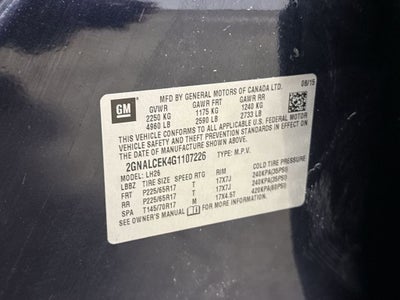 GM
MFD BY GENERAL MOTORS OF CANADA LTD.
08/15
GVWR GAWR FRT GAWR RR
2250 KG 1175 KG 1240 KG
4960 LB 2590 LB 2733 LB
THIS VEHICLE CONFORMS TO ALL APPLICABLE U.S. FEDERAL MOTOR
VEHICLE SAFETY, BUMPER, AND THEFT PREVENTION STANDARDS IN
EFFECT ON THE DATE OF MANUFACTURE SHOWN ABOVE.
2GNALCEK4G1107226 TYPE: M.P.V.
MODEL: LH26
LBBZ TIRE SIZE SPEED RTG RIM COLD TIRE PRESSURE
FRT P225/65R17 T 17X7J 240KPA(35PSI)
RR P225/65R17 T 17X7J 240KPA(35PSI)
SPA T145/70R17 M 17X4.5T 420KPA(60PSI)
SEE OWNER'S MANUAL FOR ADDITIONAL INFORMATION.